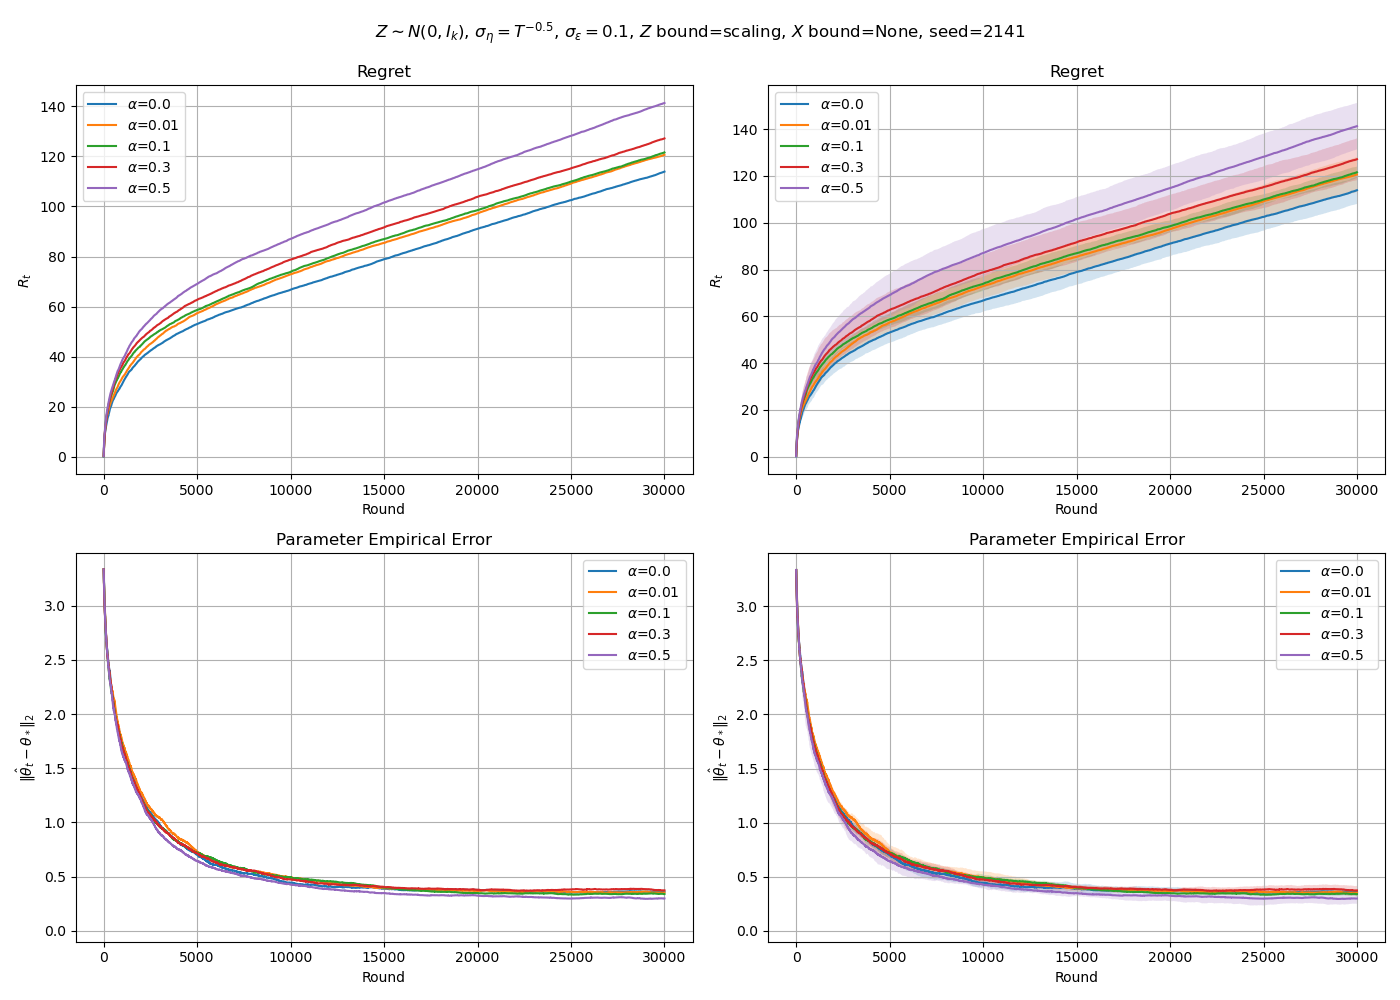 Z ~ N(0, I_k), σ_η = T^{-0.5}, σ_ε = 0.1, Z bound=scaling, X bound=None, seed=2141
Regret
α=0.0
α=0.01
α=0.1
α=0.3
α=0.5
R_t
140
120
100
80
60
40
20
0
0 5000 10000 15000 20000 25000 30000
Round
Regret
α=0.0
α=0.01
α=0.1
α=0.3
α=0.5
R_t
140
120
100
80
60
40
20
0
0 5000 10000 15000 20000 25000 30000
Round
Parameter Empirical Error
α=0.0
α=0.01
α=0.1
α=0.3
α=0.5
‖θ̂_t − θ_*‖_2
3.0
2.5
2.0
1.5
1.0
0.5
0.0
0 5000 10000 15000 20000 25000 30000
Round
Parameter Empirical Error
α=0.0
α=0.01
α=0.1
α=0.3
α=0.5
‖θ̂_t − θ_*‖_2
3.0
2.5
2.0
1.5
1.0
0.5
0.0
0 5000 10000 15000 20000 25000 30000
Round